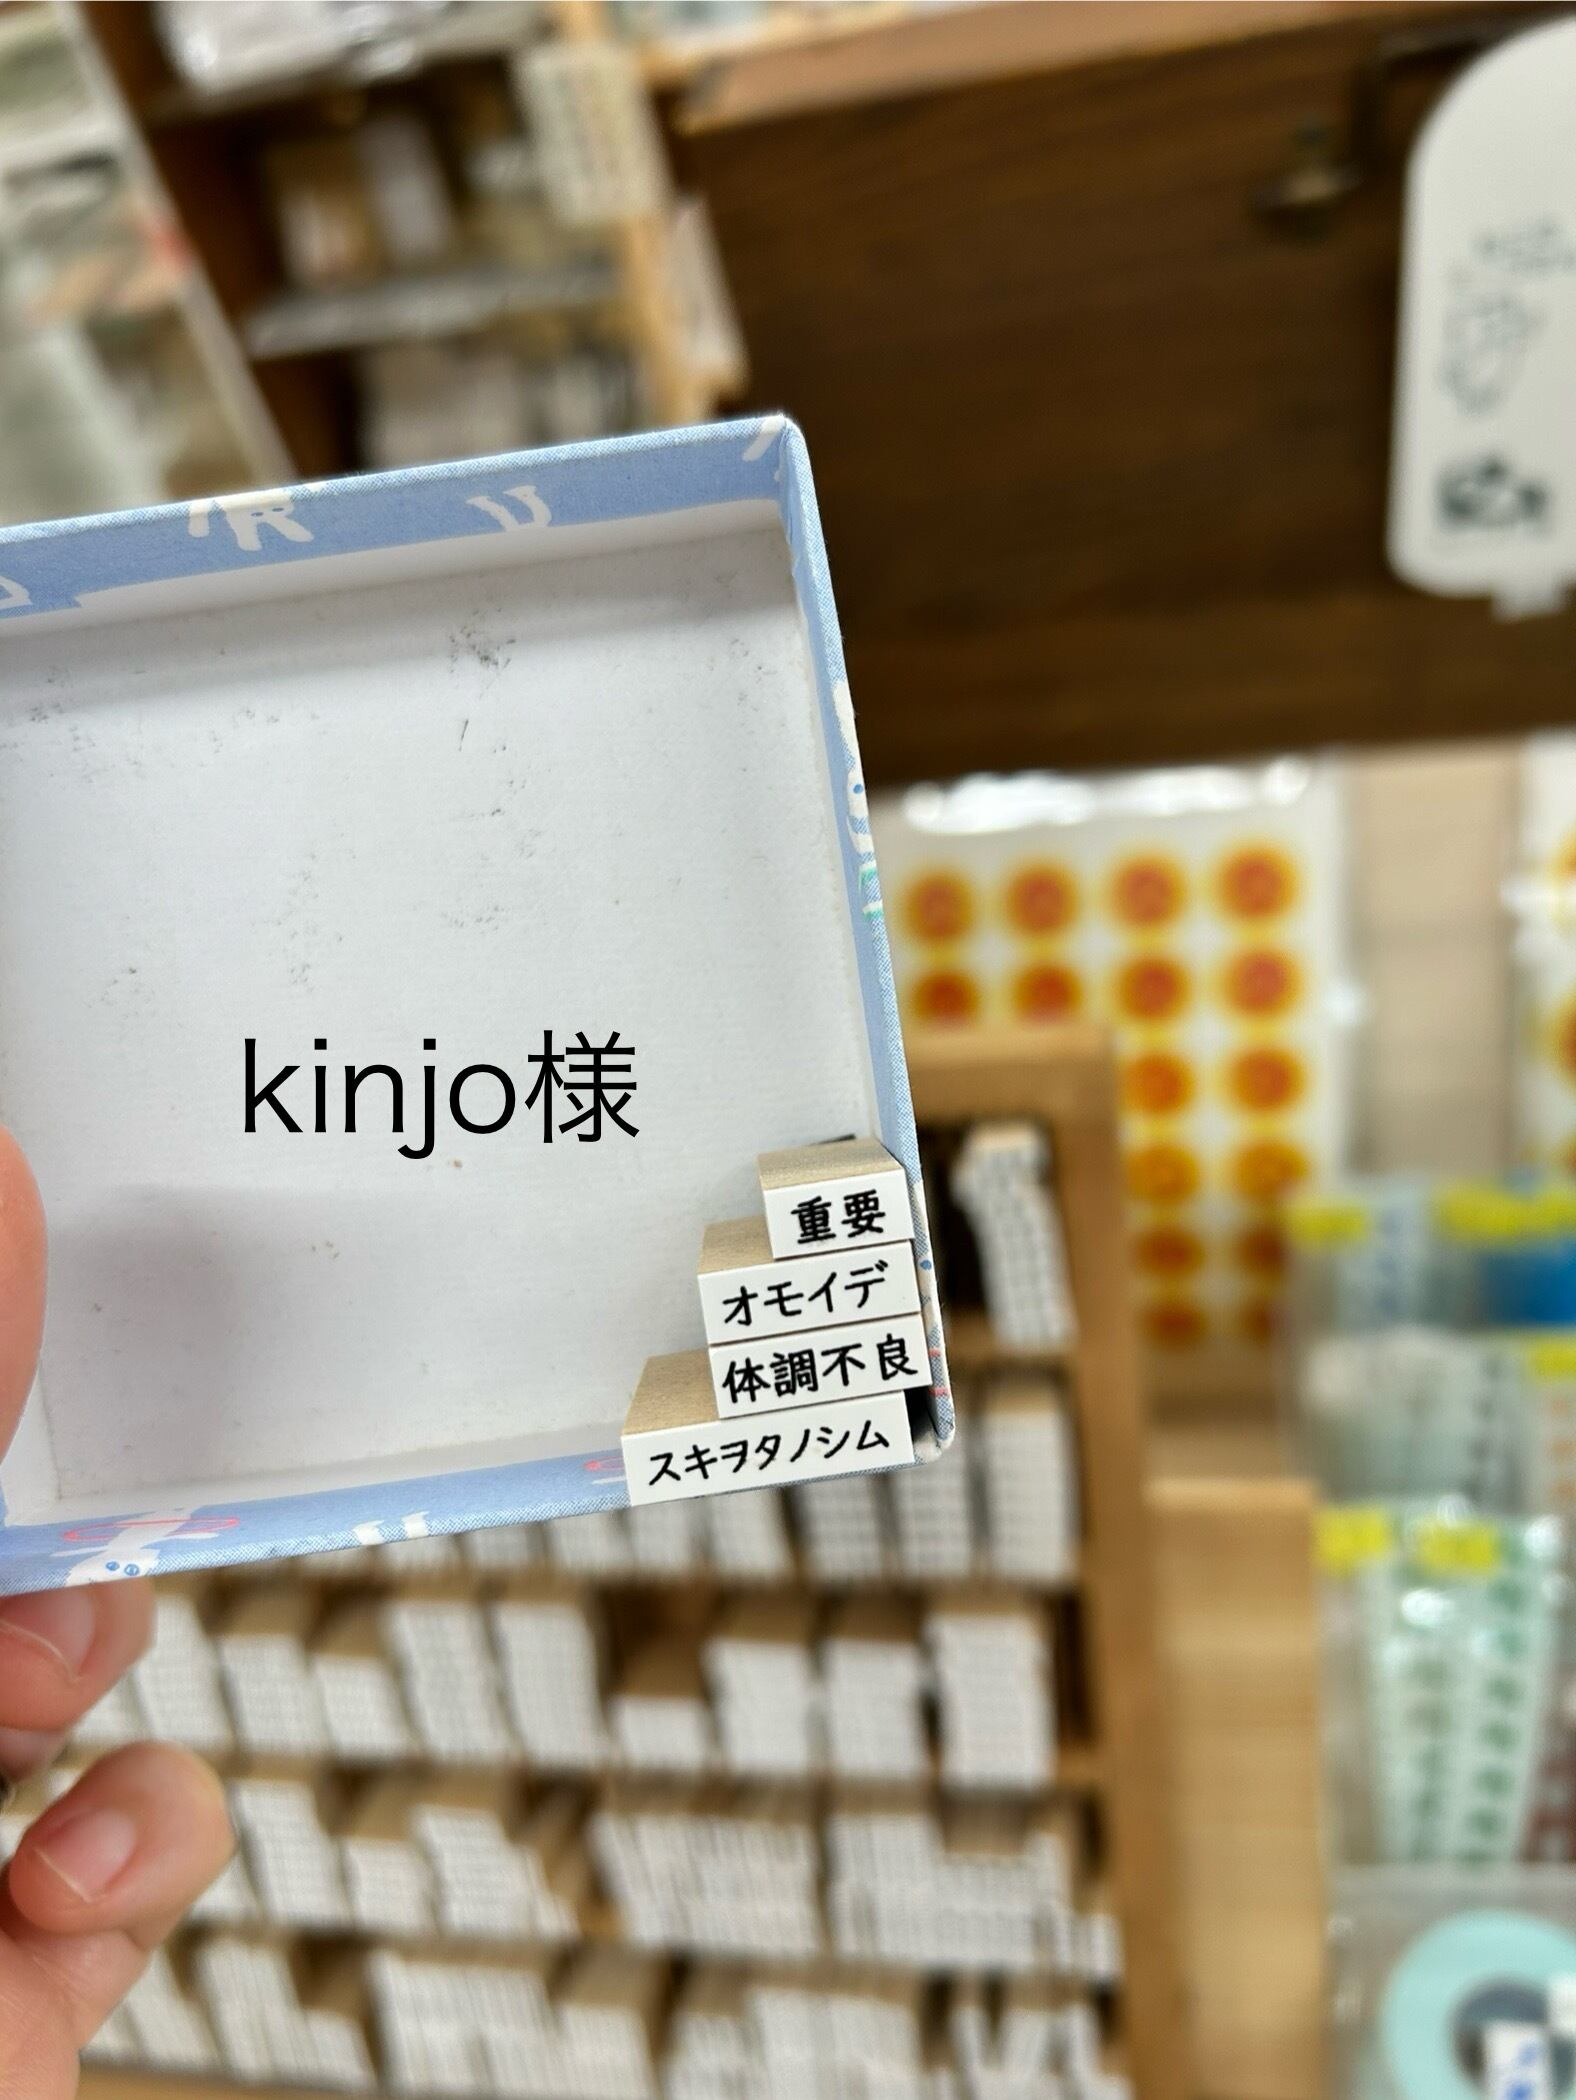 kinjo様
重要
オモイデ
体調不良
スキヲタノシム